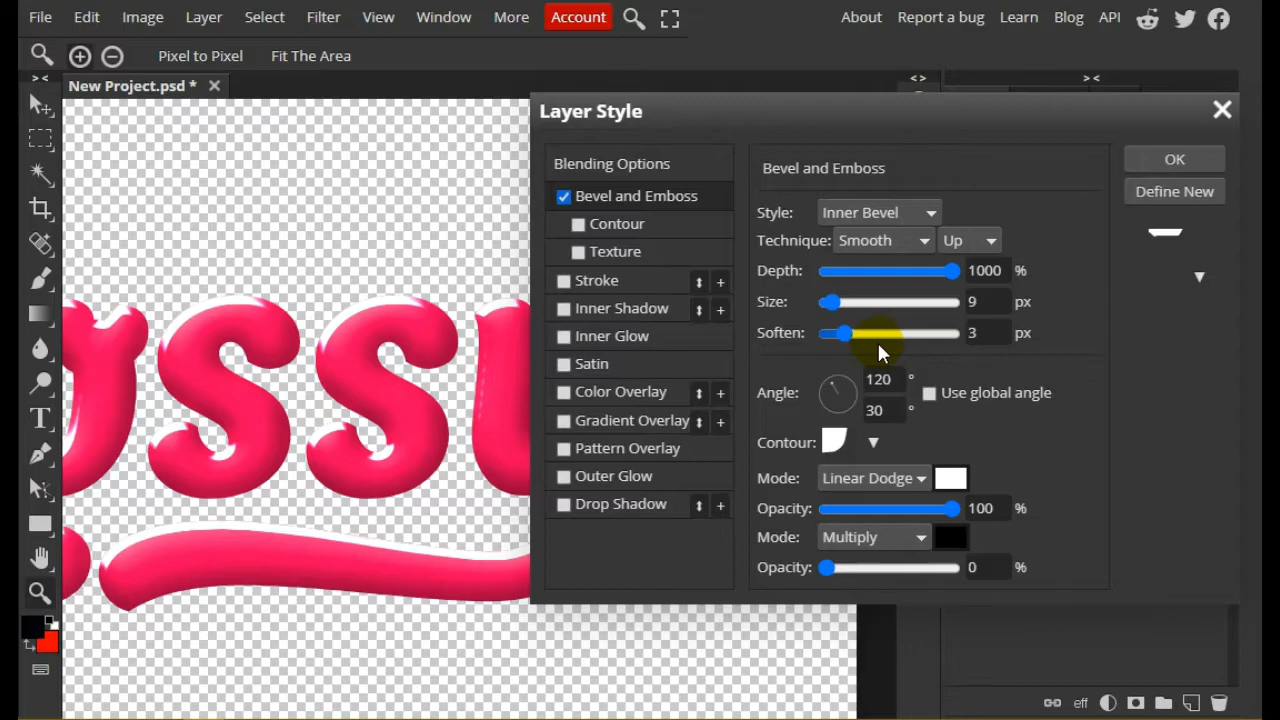 File Edit Image Layer Select Filter View Window More Account About Report a bug Learn Blog API
Pixel to Pixel Fit The Area
New Project.psd *
Layer Style
Blending Options
Bevel and Emboss
Contour
Texture
Stroke
Inner Shadow
Inner Glow
Satin
Color Overlay
Gradient Overlay
Pattern Overlay
Outer Glow
Drop Shadow
Bevel and Emboss
Style: Inner Bevel
Technique: Smooth Up
Depth: 1000 %
Size: 9 px
Soften: 3 px
Angle: 120 °
30 °
Use global angle
Contour:
Mode: Linear Dodge
Opacity: 100 %
Mode: Multiply
Opacity: 0 %
OK
Define New
eff